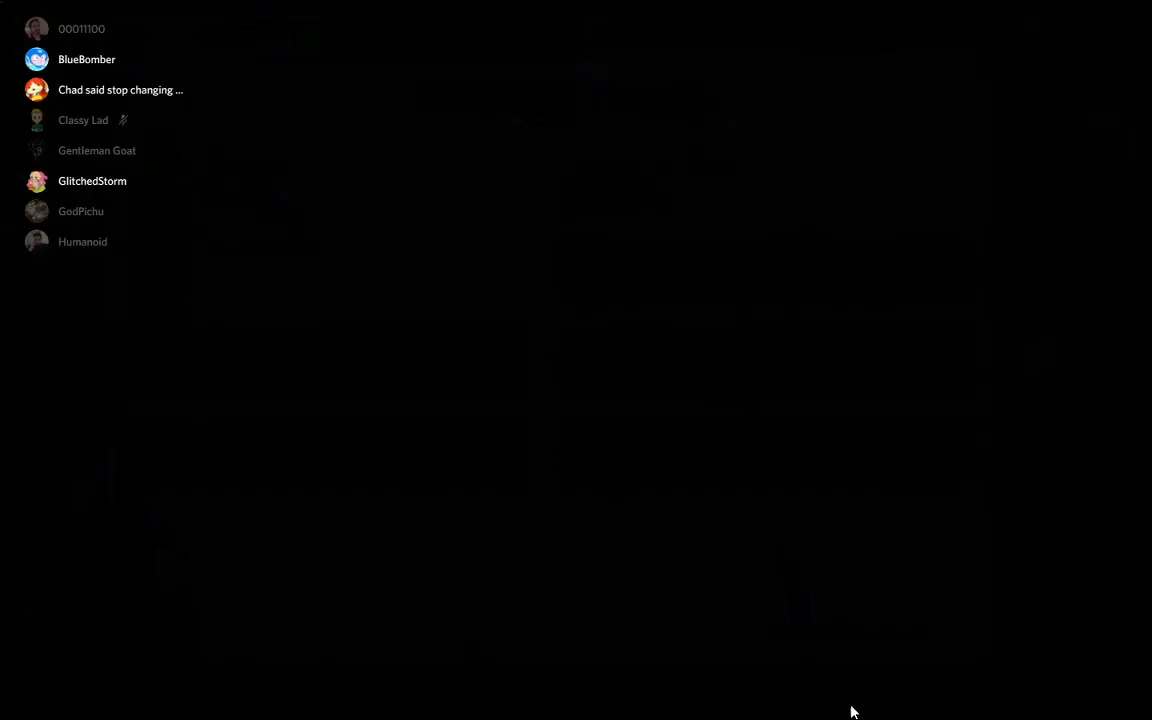 00011100
BlueBomber
Chad said stop changing ...
Classy Lad
Gentleman Goat
GlitchedStorm
GodPichu
Humanoid